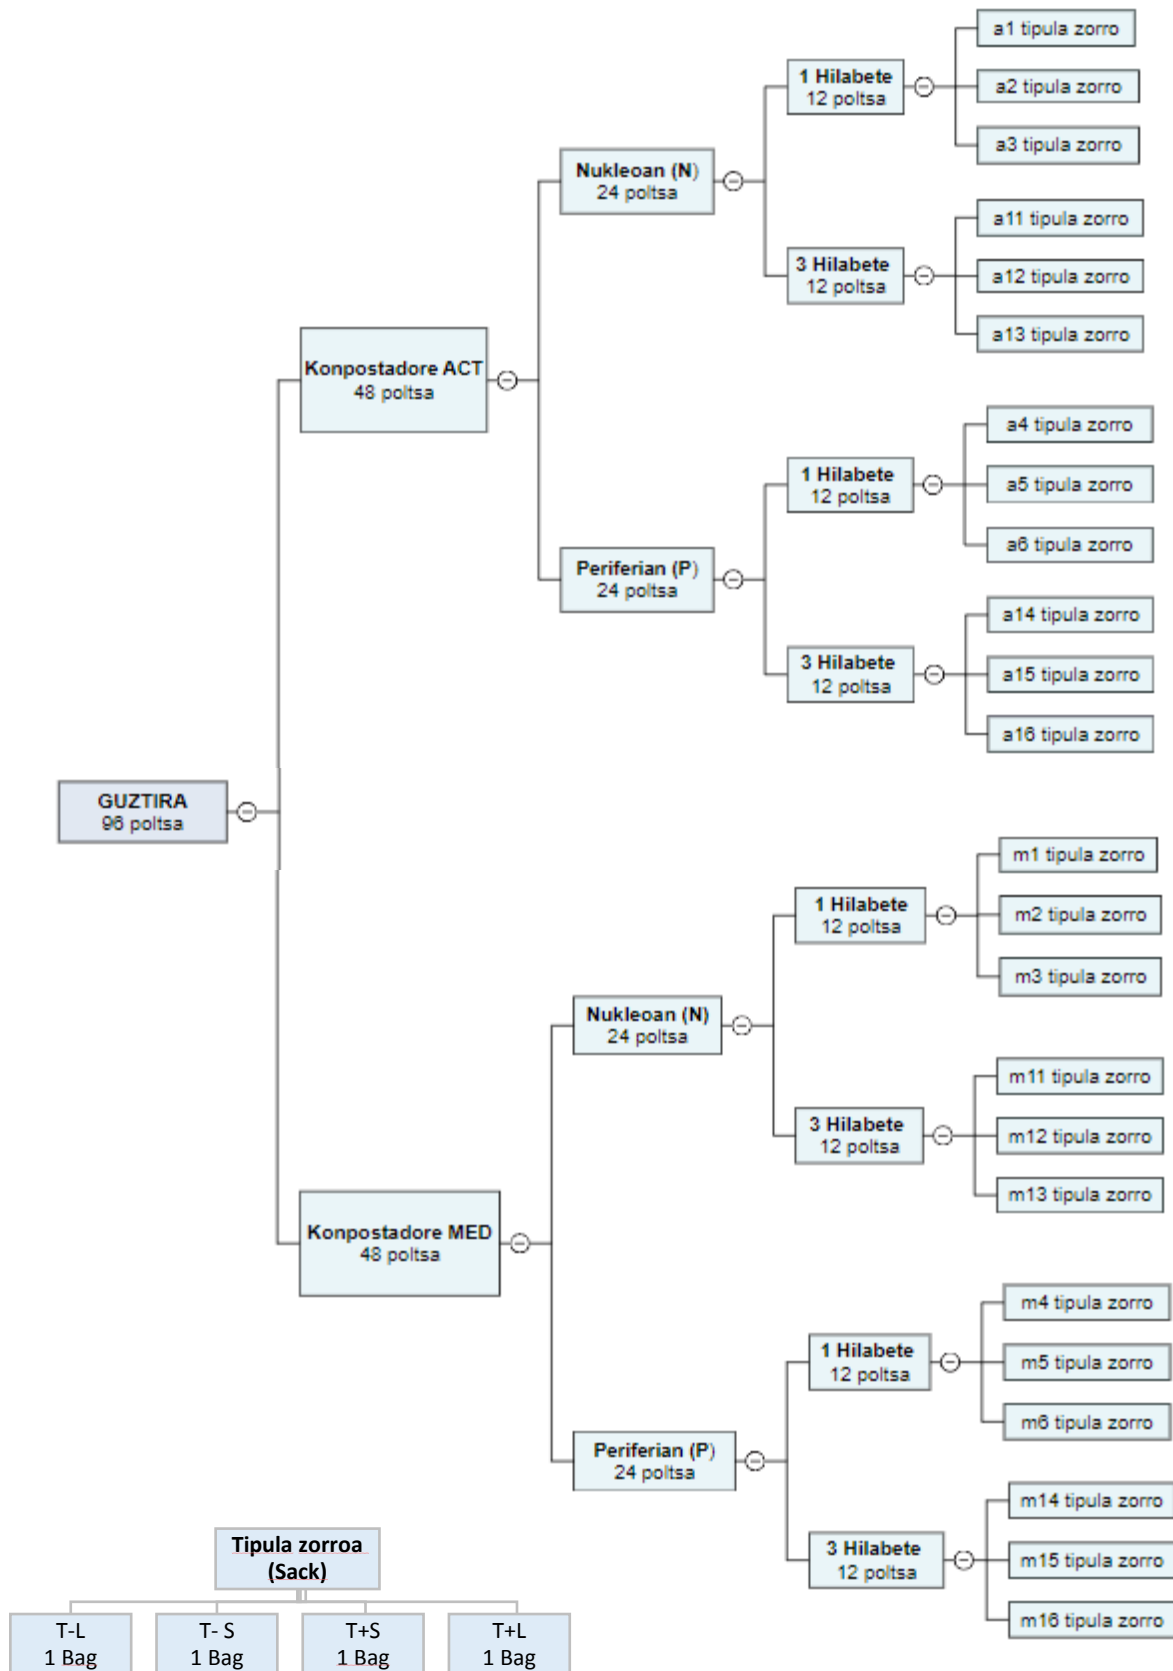 GUZTIRA
96 poltsa
Konpostadore ACT
48 poltsa
Nukleoan (N)
24 poltsa
1 Hilabete
12 poltsa
a1 tipula zorro
a2 tipula zorro
a3 tipula zorro
3 Hilabete
12 poltsa
a11 tipula zorro
a12 tipula zorro
a13 tipula zorro
Periferian (P)
24 poltsa
1 Hilabete
12 poltsa
a4 tipula zorro
a5 tipula zorro
a6 tipula zorro
3 Hilabete
12 poltsa
a14 tipula zorro
a15 tipula zorro
a16 tipula zorro
Konpostadore MED
48 poltsa
Nukleoan (N)
24 poltsa
1 Hilabete
12 poltsa
m1 tipula zorro
m2 tipula zorro
m3 tipula zorro
3 Hilabete
12 poltsa
m11 tipula zorro
m12 tipula zorro
m13 tipula zorro
Periferian (P)
24 poltsa
1 Hilabete
12 poltsa
m4 tipula zorro
m5 tipula zorro
m6 tipula zorro
3 Hilabete
12 poltsa
m14 tipula zorro
m15 tipula zorro
m16 tipula zorro
Tipula zorroa
(Sack)
T-L
1 Bag
T- S
1 Bag
T+S
1 Bag
T+L
1 Bag